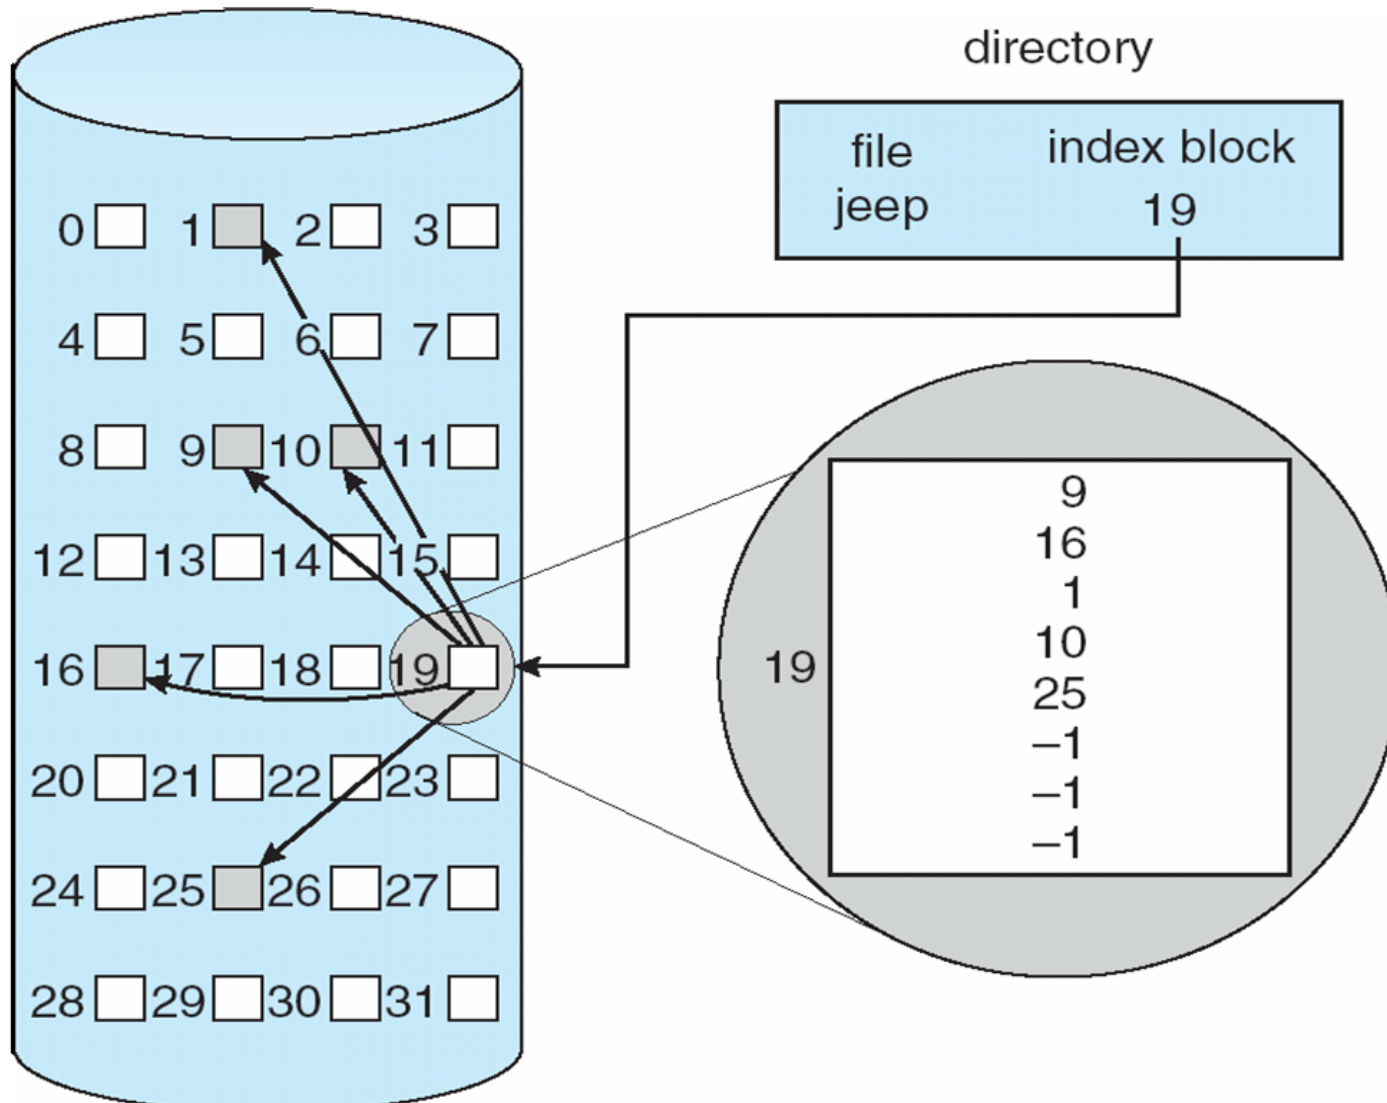 directory
file index block
jeep 19
0 1 2 3
4 5 6 7
8 9 10 11
12 13 14 15
16 17 18 19
20 21 22 23
24 25 26 27
28 29 30 31
19
9
16
1
10
25
–1
–1
–1